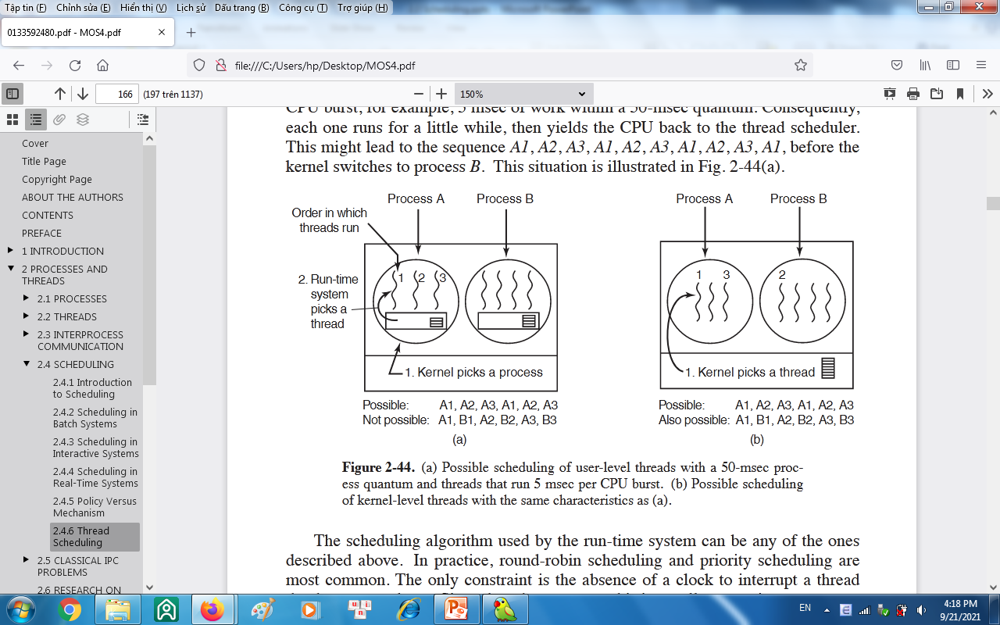 Tập tin (F) Chỉnh sửa (E) Hiển thị (V) Lịch sử Dấu trang (B) Công cụ (T) Trợ giúp (H)
0133592480.pdf - MOS4.pdf
file:///C:/Users/hp/Desktop/MOS4.pdf
166 (197 trên 1137)
150%
Cover
Title Page
Copyright Page
ABOUT THE AUTHORS
CONTENTS
PREFACE
1 INTRODUCTION
2 PROCESSES AND
THREADS
2.1 PROCESSES
2.2 THREADS
2.3 INTERPROCESS
COMMUNICATION
2.4 SCHEDULING
2.4.1 Introduction
to Scheduling
2.4.2 Scheduling in
Batch Systems
2.4.3 Scheduling in
Interactive Systems
2.4.4 Scheduling in
Real-Time Systems
2.4.5 Policy Versus
Mechanism
2.4.6 Thread
Scheduling
2.5 CLASSICAL IPC
PROBLEMS
2.6 RESEARCH ON
CPU burst, for example, 5 msec of work within a 50-msec quantum. Consequently,
each one runs for a little while, then yields the CPU back to the thread scheduler.
This might lead to the sequence A1, A2, A3, A1, A2, A3, A1, A2, A3, A1, before the
kernel switches to process B. This situation is illustrated in Fig. 2-44(a).
Process A Process B
Order in which
threads run
1 2 3
2. Run-time
system
picks a
thread
1. Kernel picks a process
Possible: A1, A2, A3, A1, A2, A3
Not possible: A1, B1, A2, B2, A3, B3
(a)
Process A Process B
1 3 2
1. Kernel picks a thread
Possible: A1, A2, A3, A1, A2, A3
Also possible: A1, B1, A2, B2, A3, B3
(b)
Figure 2-44. (a) Possible scheduling of user-level threads with a 50-msec proc-
ess quantum and threads that run 5 msec per CPU burst. (b) Possible scheduling
of kernel-level threads with the same characteristics as (a).
The scheduling algorithm used by the run-time system can be any of the ones
described above. In practice, round-robin scheduling and priority scheduling are
most common. The only constraint is the absence of a clock to interrupt a thread
EN
4:18 PM
9/21/2021